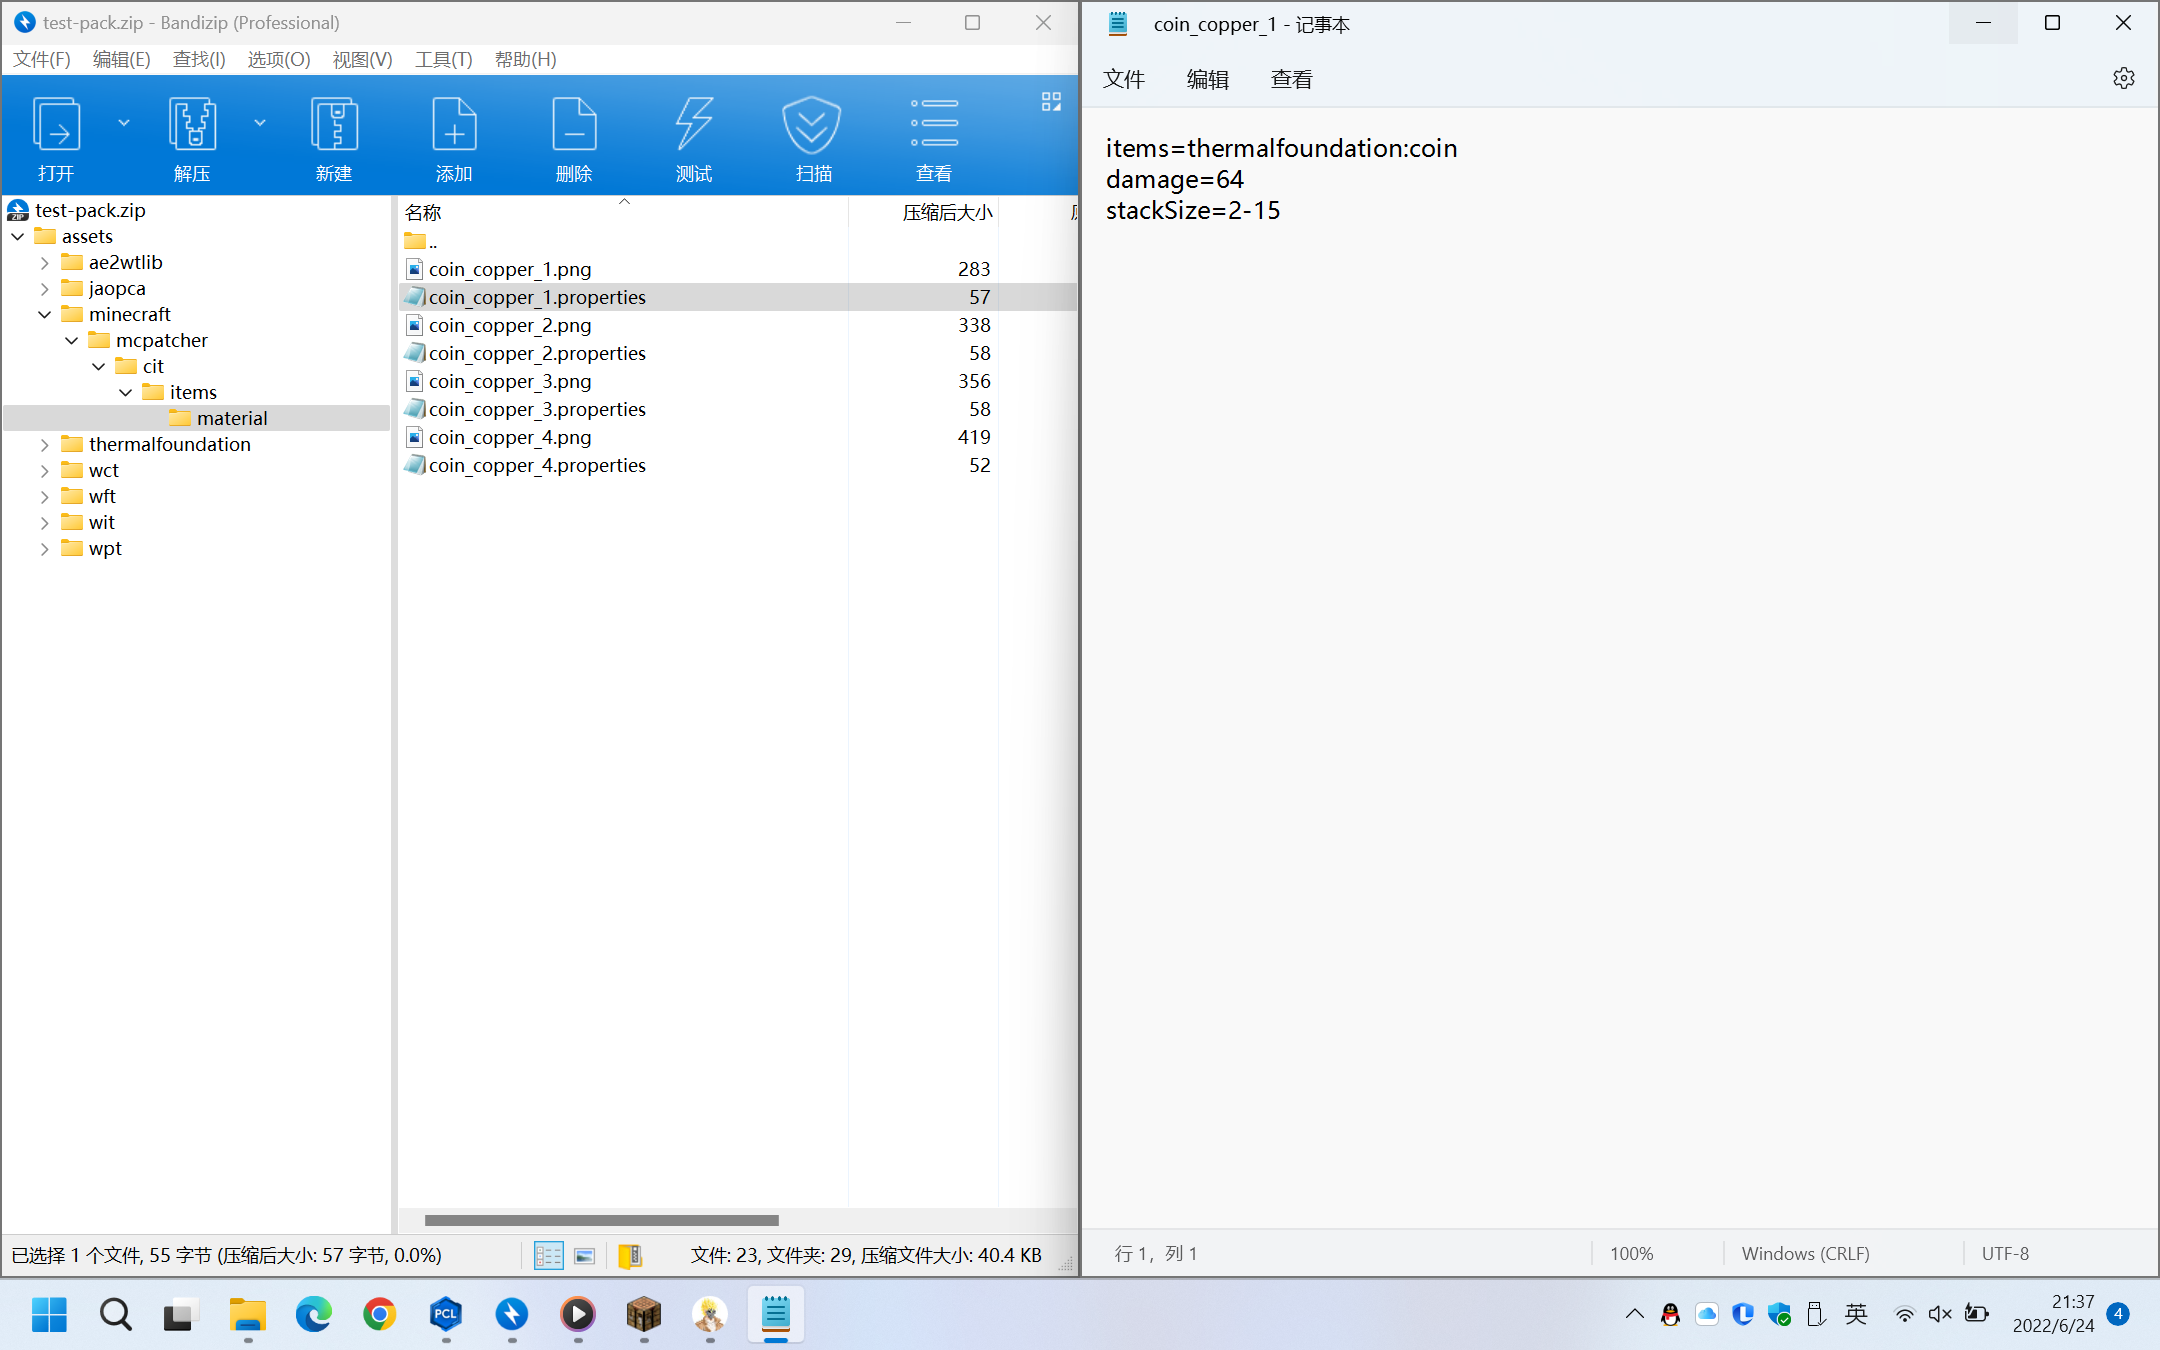 test-pack.zip - Bandizip (Professional)
文件(F) 编辑(E) 查找(I) 选项(O) 视图(V) 工具(T) 帮助(H)
打开 解压 新建 添加 删除 测试 扫描 查看
test-pack.zip
assets
ae2wtlib
jaopca
minecraft
mcpatcher
cit
items
material
thermalfoundation
wct
wft
wit
wpt
名称 压缩后大小
..
coin_copper_1.png 283
coin_copper_1.properties 57
coin_copper_2.png 338
coin_copper_2.properties 58
coin_copper_3.png 356
coin_copper_3.properties 58
coin_copper_4.png 419
coin_copper_4.properties 52
已选择 1 个文件, 55 字节 (压缩后大小: 57 字节, 0.0%)
文件: 23, 文件夹: 29, 压缩文件大小: 40.4 KB
coin_copper_1 - 记事本
文件 编辑 查看
items=thermalfoundation:coin
damage=64
stackSize=2-15
行 1，列 1
100%
Windows (CRLF)
UTF-8
PCL
英
21:37
2022/6/24
4